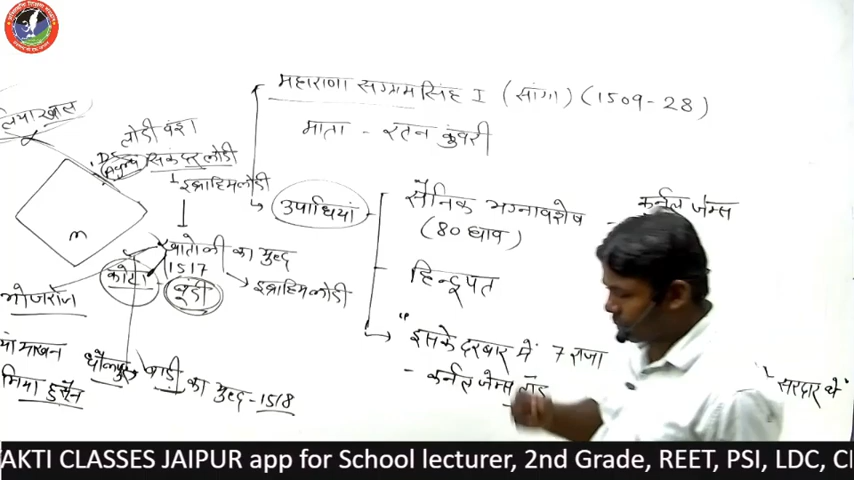 महाराणा सग्रामसिंह I (सांगा) (1509-28)
माता - रतन कुंवरी
लोदी वंश
सिकन्दर लोदी
इब्राहिम लोदी
उपाधियां
सैनिक भग्नावशेष - कर्नल जेम्स
(80 घाव)
हिन्दूपत
"इसके दरबार में 7 राजा
सरदार थे"
- कर्नल जेम्स टॉड
m
खातोली का युद्ध
1517
इब्राहिम लोदी
कोटा
बूंदी
भोजराज
धौलपुर
बाड़ी का युद्ध - 1518
AKTI CLASSES JAIPUR app for School lecturer, 2nd Grade, REET, PSI, LDC,